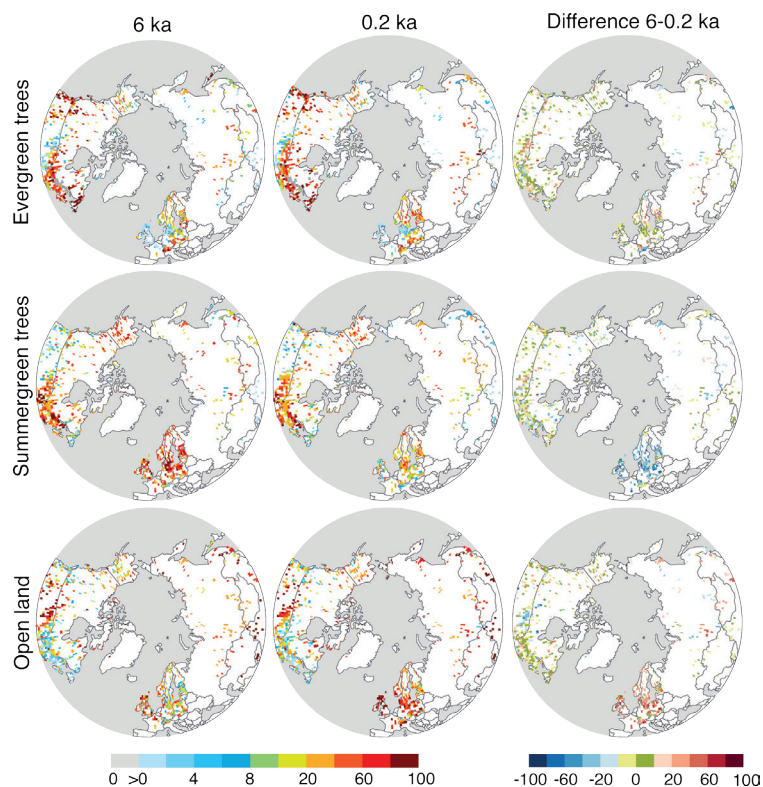 6 ka
0.2 ka
Difference 6-0.2 ka
Evergreen trees
Summergreen trees
Open land
0 >0 4 8 20 60 100
-100 -60 -20 0 20 60 100